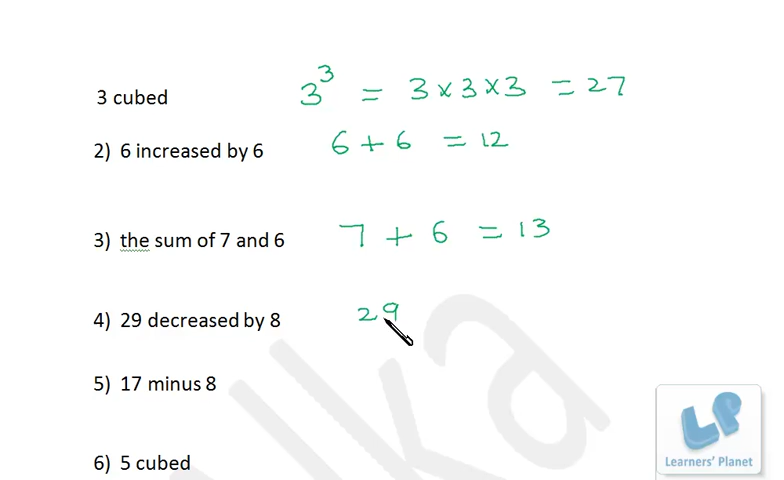 3 cubed 3³ = 3 × 3 × 3 = 27
2) 6 increased by 6 6 + 6 = 12
3) the sum of 7 and 6 7 + 6 = 13
4) 29 decreased by 8 29
5) 17 minus 8
6) 5 cubed
LP
Learners' Planet